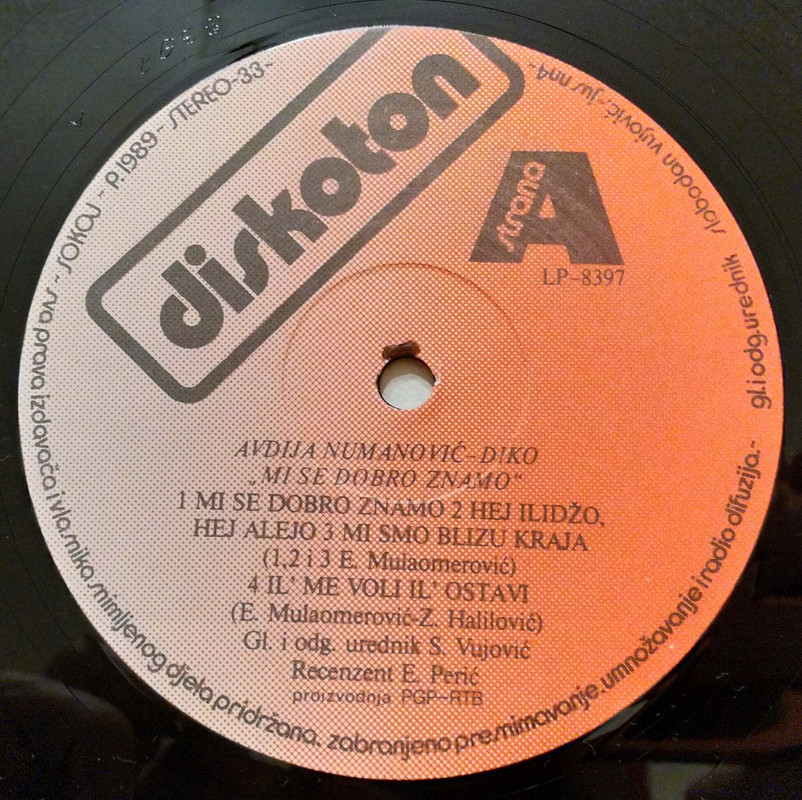 diskoton
strana
A
LP-8397
AVDIJA NUMANOVIĆ-DIKO
„MI SE DOBRO ZNAMO“
1 MI SE DOBRO ZNAMO 2 HEJ ILIDŽO,
HEJ ALEJO 3 MI SMO BLIZU KRAJA
(1,2 i 3 E. Mulaomerović)
4 IL' ME VOLI IL' OSTAVI
(E. Mulaomerović-Z. Halilović)
Gl. i odg. urednik S. Vujović
Recenzent E. Perić
proizvodnja PGP-RTB
p.1989 - STEREO-33-
SOKOJ - sva prava izdavača i vlasnika snimljenog djela pridržana. zabranjeno presnimavanje. umnožavanje i radio difuzija.-
gl. i odg. urednik slobodan vujović.- jus nn4 -